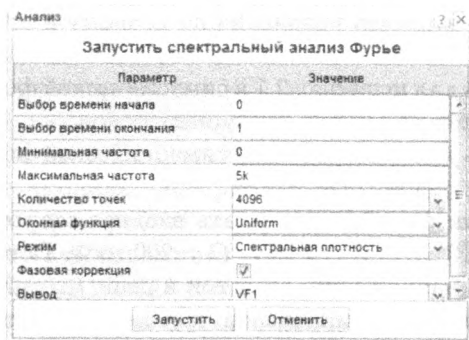 Анализ ? ×
Запустить спектральный анализ Фурье
Параметр Значение
Выбор времени начала 0
Выбор времени окончания 1
Минимальная частота 0
Максимальная частота 5k
Количество точек 4096
Оконная функция Uniform
Режим Спектральная плотность
Фазовая коррекция
Вывод VF1
Запустить Отменить